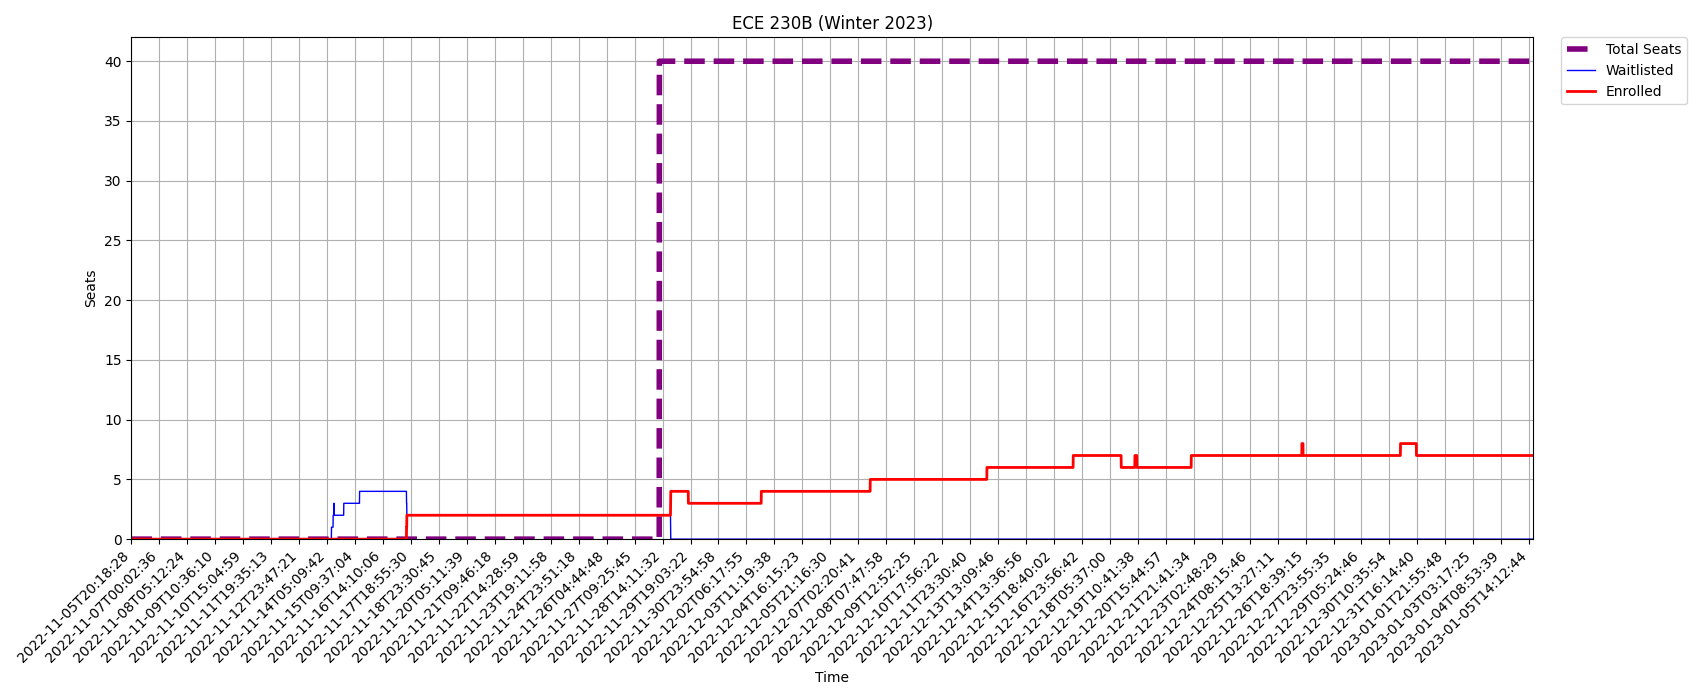 ECE 230B (Winter 2023)
Total Seats
Waitlisted
Enrolled
Seats
40
35
30
25
20
15
10
5
0
2022-11-05T20:18:28
2022-11-07T00:02:36
2022-11-08T05:12:24
2022-11-09T10:36:10
2022-11-10T15:04:59
2022-11-11T19:35:13
2022-11-12T23:47:21
2022-11-14T05:09:42
2022-11-15T09:37:04
2022-11-16T14:10:06
2022-11-17T18:55:30
2022-11-18T23:30:45
2022-11-20T05:11:39
2022-11-21T09:46:18
2022-11-22T14:28:59
2022-11-23T19:11:58
2022-11-24T23:51:18
2022-11-26T04:44:48
2022-11-27T09:25:45
2022-11-28T14:11:32
2022-11-29T19:03:22
2022-11-30T23:54:58
2022-12-02T06:17:55
2022-12-03T11:19:38
2022-12-04T16:15:23
2022-12-05T21:16:30
2022-12-07T02:20:41
2022-12-08T07:47:58
2022-12-09T12:52:25
2022-12-10T17:56:22
2022-12-11T23:30:40
2022-12-13T13:09:46
2022-12-14T13:36:56
2022-12-15T18:40:02
2022-12-16T23:56:42
2022-12-18T05:37:00
2022-12-19T10:41:38
2022-12-20T15:44:57
2022-12-21T21:41:34
2022-12-23T02:48:29
2022-12-24T08:15:46
2022-12-25T13:27:11
2022-12-26T18:39:15
2022-12-27T23:55:35
2022-12-29T05:24:46
2022-12-30T10:35:54
2022-12-31T16:14:40
2023-01-01T21:55:48
2023-01-03T03:17:25
2023-01-04T08:53:39
2023-01-05T14:12:44
Time